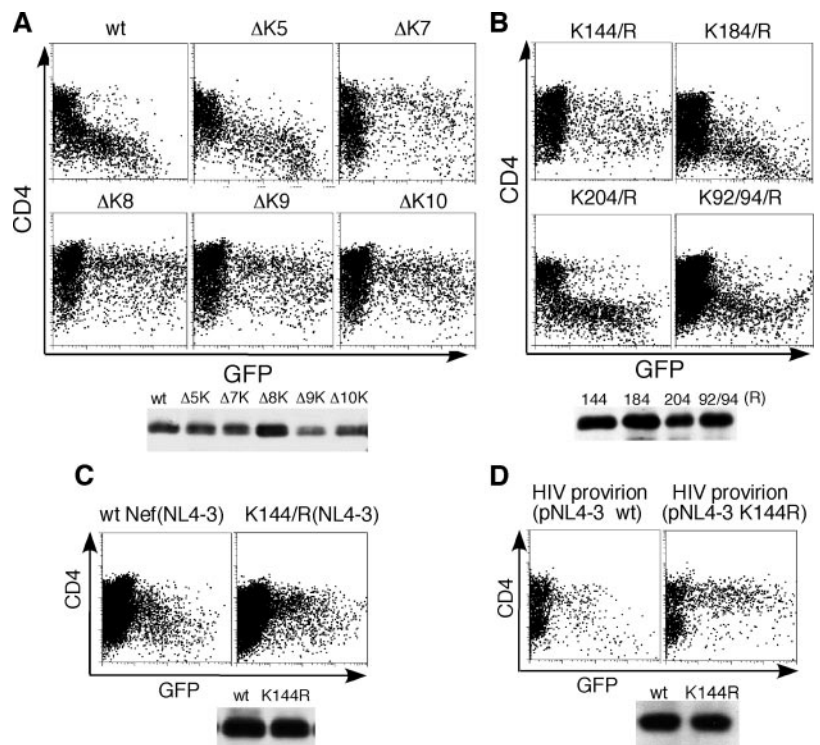 A
wt ΔK5 ΔK7
CD4
ΔK8 ΔK9 ΔK10
GFP
wt Δ5K Δ7K Δ8K Δ9K Δ10K
B
K144/R K184/R
CD4
K204/R K92/94/R
GFP
144 184 204 92/94 (R)
C
wt Nef(NL4-3) K144/R(NL4-3)
CD4
GFP
wt K144R
D
HIV provirion HIV provirion
(pNL4-3 wt) (pNL4-3 K144R)
CD4
GFP
wt K144R